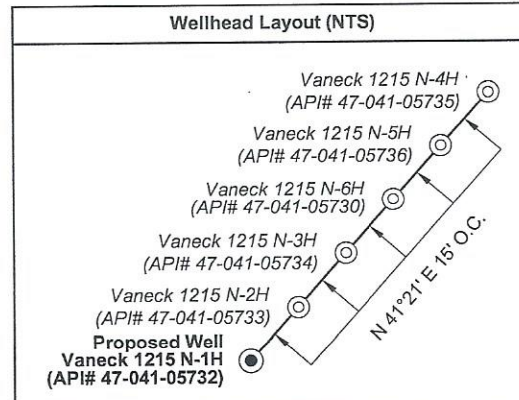 Wellhead Layout (NTS)
Vaneck 1215 N-4H
(API# 47-041-05735)
Vaneck 1215 N-5H
(API# 47-041-05736)
Vaneck 1215 N-6H
(API# 47-041-05730)
Vaneck 1215 N-3H
(API# 47-041-05734)
Vaneck 1215 N-2H
(API# 47-041-05733)
Proposed Well
Vaneck 1215 N-1H
(API# 47-041-05732)
N 41°21' E 15' O.C.